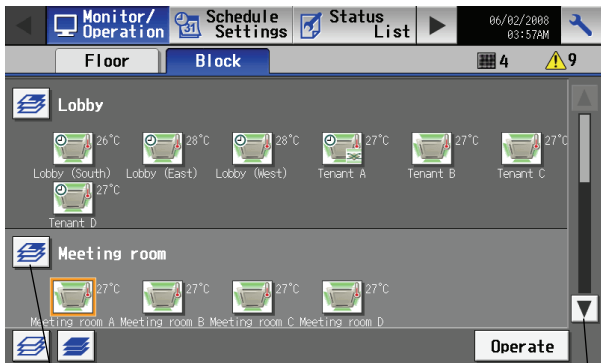 Monitor/
Operation
31
Schedule
Settings
Status
List
06/02/2008
03:57AM
Floor
Block
4
9
Lobby
26°C 28°C 28°C 27°C 27°C 27°C
Lobby (South) Lobby (East) Lobby (West) Tenant A Tenant B Tenant C
27°C
Tenant D
Meeting room
27°C 27°C 27°C 27°C
Meeting room A Meeting room B Meeting room C Meeting room D
Operate